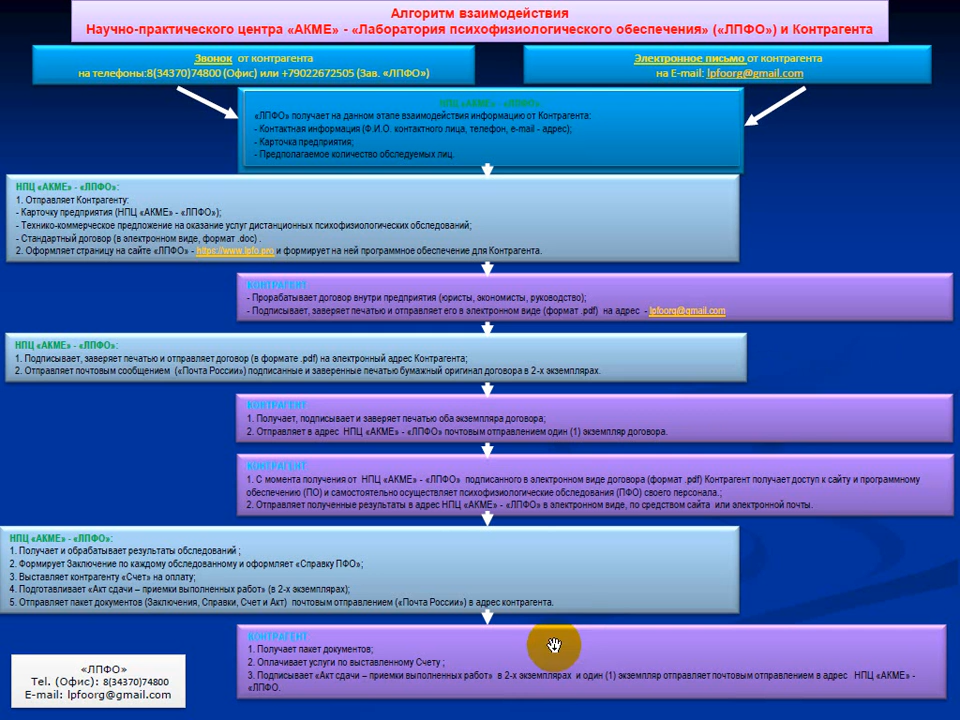 Алгоритм взаимодействия
Научно-практического центра «АКМЕ» - «Лаборатория психофизиологического обеспечения» («ЛПФО») и Контрагента
Звонок от контрагента
на телефоны:8(34370)74800 (Офис) или +79022672505 (Зав. «ЛПФО»)
Электронное письмо от контрагента
на E-mail: lpfoorg@gmail.com
НПЦ «АКМЕ» - «ЛПФО»:
«ЛПФО» получает на данном этапе взаимодействия информацию от Контрагента:
- Контактная информация (Ф.И.О. контактного лица, телефон, e-mail - адрес);
- Карточка предприятия;
- Предполагаемое количество обследуемых лиц.
НПЦ «АКМЕ» - «ЛПФО»:
1. Отправляет Контрагенту:
- Карточку предприятия (НПЦ «АКМЕ» - «ЛПФО»);
- Технико-коммерческое предложение на оказание услуг дистанционных психофизиологических обследований;
- Стандартный договор (в электронном виде, формат .doc) .
2. Оформляет страницу на сайте «ЛПФО» - https://www.lpfo.pro и формирует на ней программное обеспечение для Контрагента.
КОНТРАГЕНТ
- Прорабатывает договор внутри предприятия (юристы, экономисты, руководство);
- Подписывает, заверяет печатью и отправляет его в электронном виде (формат .pdf) на адрес - lpfoorg@gmail.com
НПЦ «АКМЕ» - «ЛПФО»:
1. Подписывает, заверяет печатью и отправляет договор (в формате .pdf) на электронный адрес Контрагента;
2. Отправляет почтовым сообщением («Почта России») подписанные и заверенные печатью бумажный оригинал договора в 2-х экземплярах.
КОНТРАГЕНТ
1. Получает, подписывает и заверяет печатью оба экземпляра договора;
2. Отправляет в адрес НПЦ «АКМЕ» - «ЛПФО» почтовым отправлением один (1) экземпляр договора.
КОНТРАГЕНТ
1. С момента получения от НПЦ «АКМЕ» - «ЛПФО» подписанного в электронном виде договора (формат .pdf) Контрагент получает доступ к сайту и программному
обеспечению (ПО) и самостоятельно осуществляет психофизиологические обследования (ПФО) своего персонала.;
2. Отправляет полученные результаты в адрес НПЦ «АКМЕ» - «ЛПФО» в электронном виде, по средством сайта или электронной почты.
НПЦ «АКМЕ» - «ЛПФО»:
1. Получает и обрабатывает результаты обследований ;
2. Формирует Заключение по каждому обследованному и оформляет «Справку ПФО»;
3. Выставляет контрагенту «Счет» на оплату;
4. Подготавливает «Акт сдачи – приемки выполненных работ» (в 2-х экземплярах);
5. Отправляет пакет документов (Заключения, Справки, Счет и Акт) почтовым отправлением («Почта России») в адрес контрагента.
КОНТРАГЕНТ
1. Получает пакет документов;
2. Оплачивает услуги по выставленному Счету ;
3. Подписывает «Акт сдачи – приемки выполненных работ» в 2-х экземплярах и один (1) экземпляр отправляет почтовым отправлением в адрес НПЦ «АКМЕ» -
«ЛПФО.
«ЛПФО»
Tel. (Офис): 8(34370)74800
E-mail: lpfoorg@gmail.com